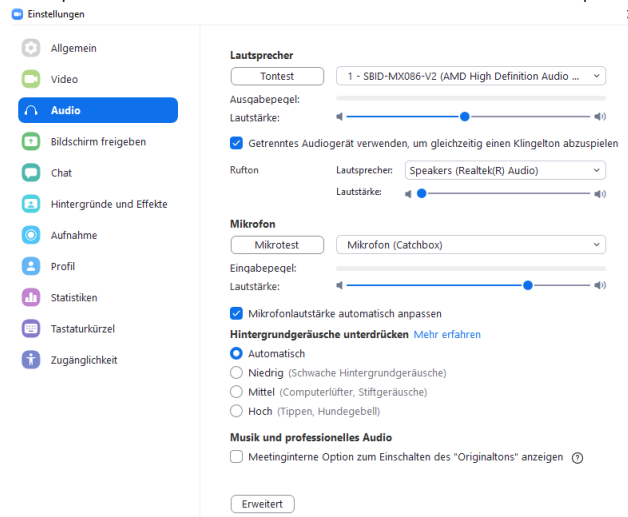 Einstellungen
Allgemein
Video
Audio
Bildschirm freigeben
Chat
Hintergründe und Effekte
Aufnahme
Profil
Statistiken
Tastaturkürzel
Zugänglichkeit
Lautsprecher
Tontest
1 - SBID-MX086-V2 (AMD High Definition Audio ...
Ausgabepegel:
Lautstärke:
Getrenntes Audiogerät verwenden, um gleichzeitig einen Klingelton abzuspielen
Rufton
Lautsprecher:
Speakers (Realtek(R) Audio)
Lautstärke:
Mikrofon
Mikrotest
Mikrofon (Catchbox)
Eingabepegel:
Lautstärke:
Mikrofonlautstärke automatisch anpassen
Hintergrundgeräusche unterdrücken Mehr erfahren
Automatisch
Niedrig (Schwache Hintergrundgeräusche)
Mittel (Computerlüfter, Stiftgeräusche)
Hoch (Tippen, Hundegebell)
Musik und professionelles Audio
Meetinginterne Option zum Einschalten des "Originaltons" anzeigen ?
Erweitert